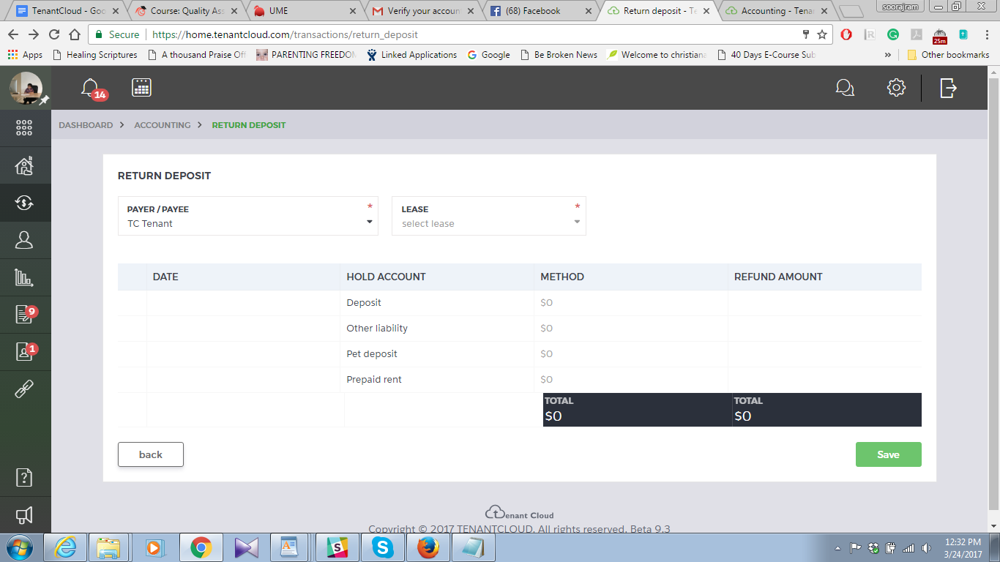 TenantCloud - Goo
Course: Quality Ass
UME
Verify your account
(68) Facebook
Return deposit - Te
Accounting - Tenan
soorajram
Secure
https://home.tenantcloud.com/transactions/return_deposit
25m
Apps
Healing Scriptures
A thousand Praise Off
PARENTING FREEDOM
Linked Applications
Google
Be Broken News
Welcome to christiana
40 Days E-Course Sub
»
Other bookmarks
14
DASHBOARD > ACCOUNTING > RETURN DEPOSIT
RETURN DEPOSIT
PAYER / PAYEE *
TC Tenant
LEASE *
select lease
DATE HOLD ACCOUNT METHOD REFUND AMOUNT
Deposit $0
Other liability $0
Pet deposit $0
Prepaid rent $0
TOTAL TOTAL
$0 $0
back Save
9
1
?
Tenant Cloud
Copyright © 2017 TENANTCLOUD. All rights reserved. Beta 9.3
12:32 PM
3/24/2017